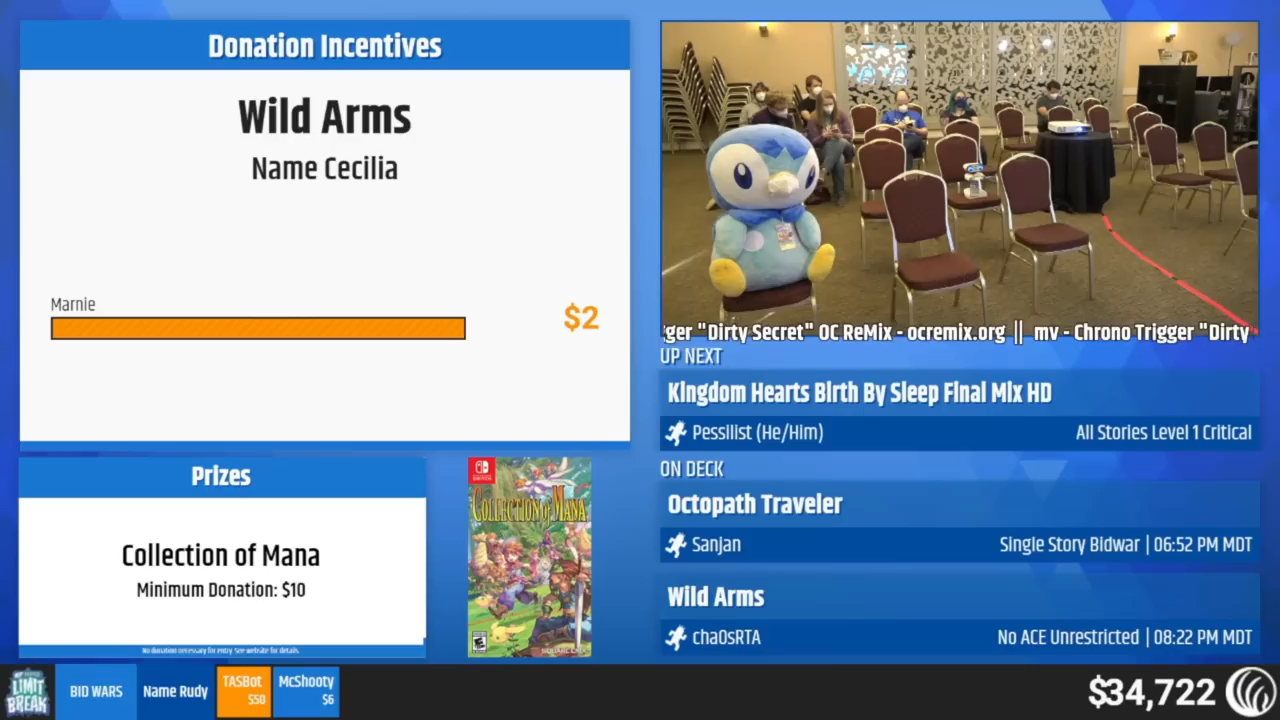 Donation Incentives
Wild Arms
Name Cecilia
Marnie
$2
Prizes
Collection of Mana
Minimum Donation: $10
No donation necessary for entry. See website for details.
COLLECTION of MANA
SQUARE ENIX
ger "Dirty Secret" OC ReMix - ocremix.org || mv - Chrono Trigger "Dirty
UP NEXT
Kingdom Hearts Birth By Sleep Final Mix HD
Pessilist (He/Him) All Stories Level 1 Critical
ON DECK
Octopath Traveler
Sanjan Single Story Bidwar | 06:52 PM MDT
Wild Arms
cha0sRTA No ACE Unrestricted | 08:22 PM MDT
LIMIT BREAK
BID WARS
Name Rudy
TASBot $50
McShooty $6
$34,722